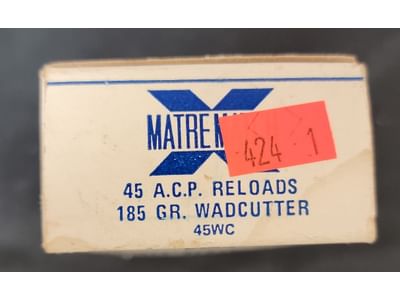 MATRE
424 1
45 A.C.P. RELOADS
185 GR. WADCUTTER
45WC